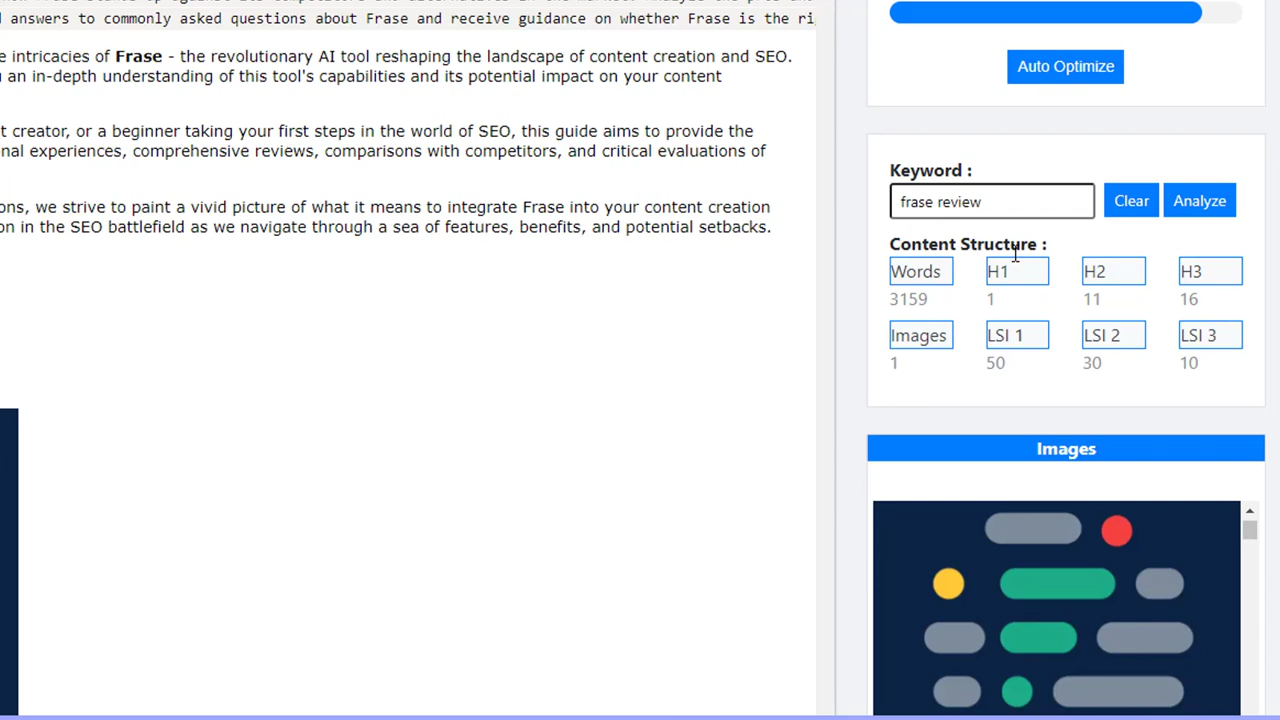 answers to commonly asked questions about Frase and receive guidance on whether Frase is the
intricacies of Frase - the revolutionary AI tool reshaping the landscape of content creation and SEO.
an in-depth understanding of this tool's capabilities and its potential impact on your content
t creator, or a beginner taking your first steps in the world of SEO, this guide aims to provide the
nal experiences, comprehensive reviews, comparisons with competitors, and critical evaluations of
ons, we strive to paint a vivid picture of what it means to integrate Frase into your content creation
on in the SEO battlefield as we navigate through a sea of features, benefits, and potential setbacks.
Auto Optimize
Keyword :
frase review Clear Analyze
Content Structure :
Words H1 H2 H3
3159 1 11 16
Images LSI 1 LSI 2 LSI 3
1 50 30 10
Images